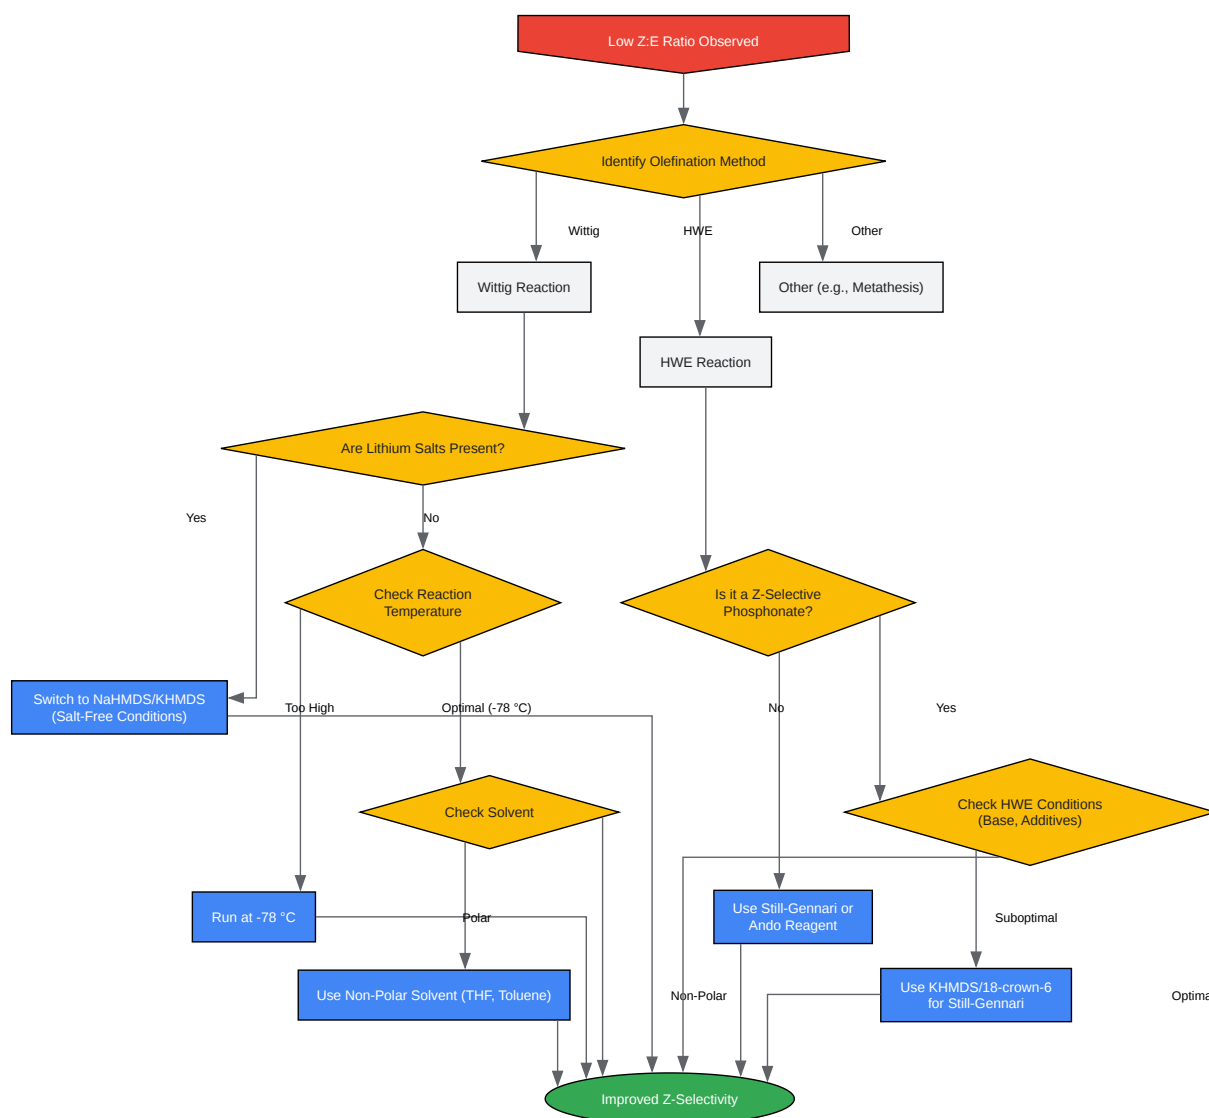 Low Z:E Ratio Observed
Identify Olefination Method
Wittig
HWE
Other
Wittig Reaction
Other (e.g., Metathesis)
HWE Reaction
Are Lithium Salts Present?
Yes
No
Check Reaction
Temperature
Is it a Z-Selective
Phosphonate?
Switch to NaHMDS/KHMDS
(Salt-Free Conditions)
Too High
Optimal (-78 °C)
No
Yes
Check Solvent
Check HWE Conditions
(Base, Additives)
Run at -78 °C
Polar
Use Still-Gennari or
Ando Reagent
Suboptimal
Use Non-Polar Solvent (THF, Toluene)
Non-Polar
Use KHMDS/18-crown-6
for Still-Gennari
Optima
Improved Z-Selectivity